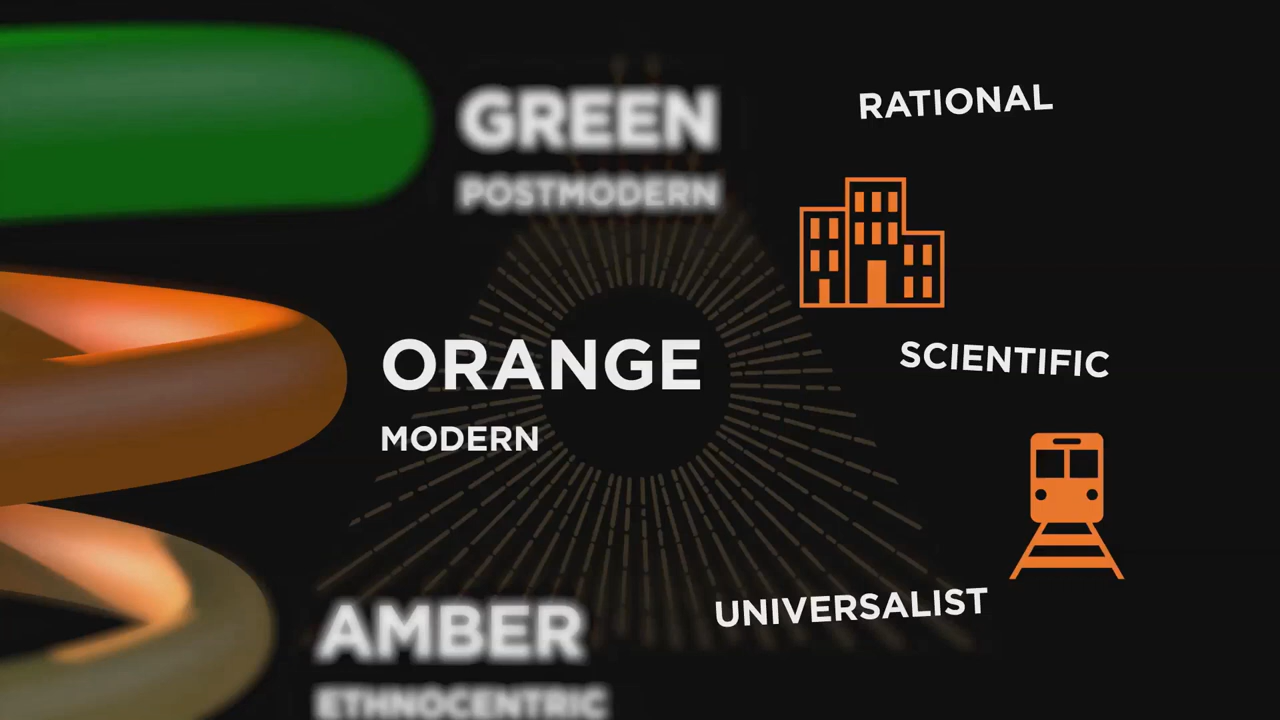 GREEN
POSTMODERN
RATIONAL
ORANGE
MODERN
SCIENTIFIC
UNIVERSALIST
AMBER
ETHNOCENTRIC